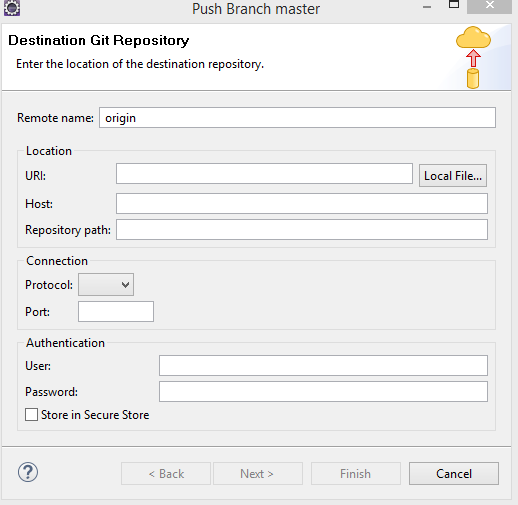 Push Branch master
Destination Git Repository
Enter the location of the destination repository.
Remote name: origin
Location
URI: Local File...
Host:
Repository path:
Connection
Protocol:
Port:
Authentication
User:
Password:
Store in Secure Store
? < Back Next > Finish Cancel